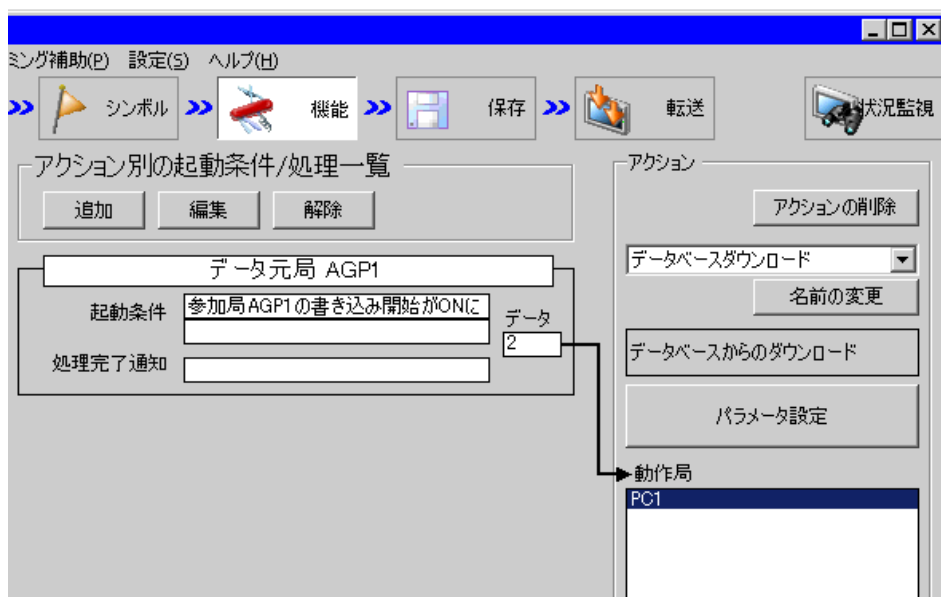 ミング補助(P) 設定(S) ヘルプ(H)
シンボル 機能 保存 転送 状況監視
アクション別の起動条件/処理一覧
追加 編集 解除
データ元局 AGP1
起動条件 参加局AGP1の書き込み開始がONに
データ
2
処理完了通知
アクション
アクションの削除
データベースダウンロード
名前の変更
データベースからのダウンロード
パラメータ設定
動作局
PC1